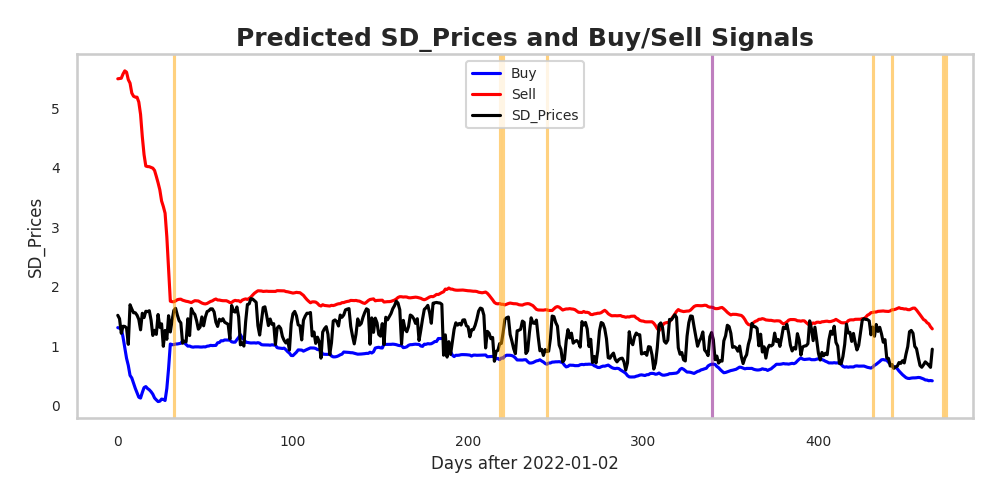 Predicted SD_Prices and Buy/Sell Signals
Buy
Sell
SD_Prices
SD_Prices
5
4
3
2
1
0
0 100 200 300 400
Days after 2022-01-02